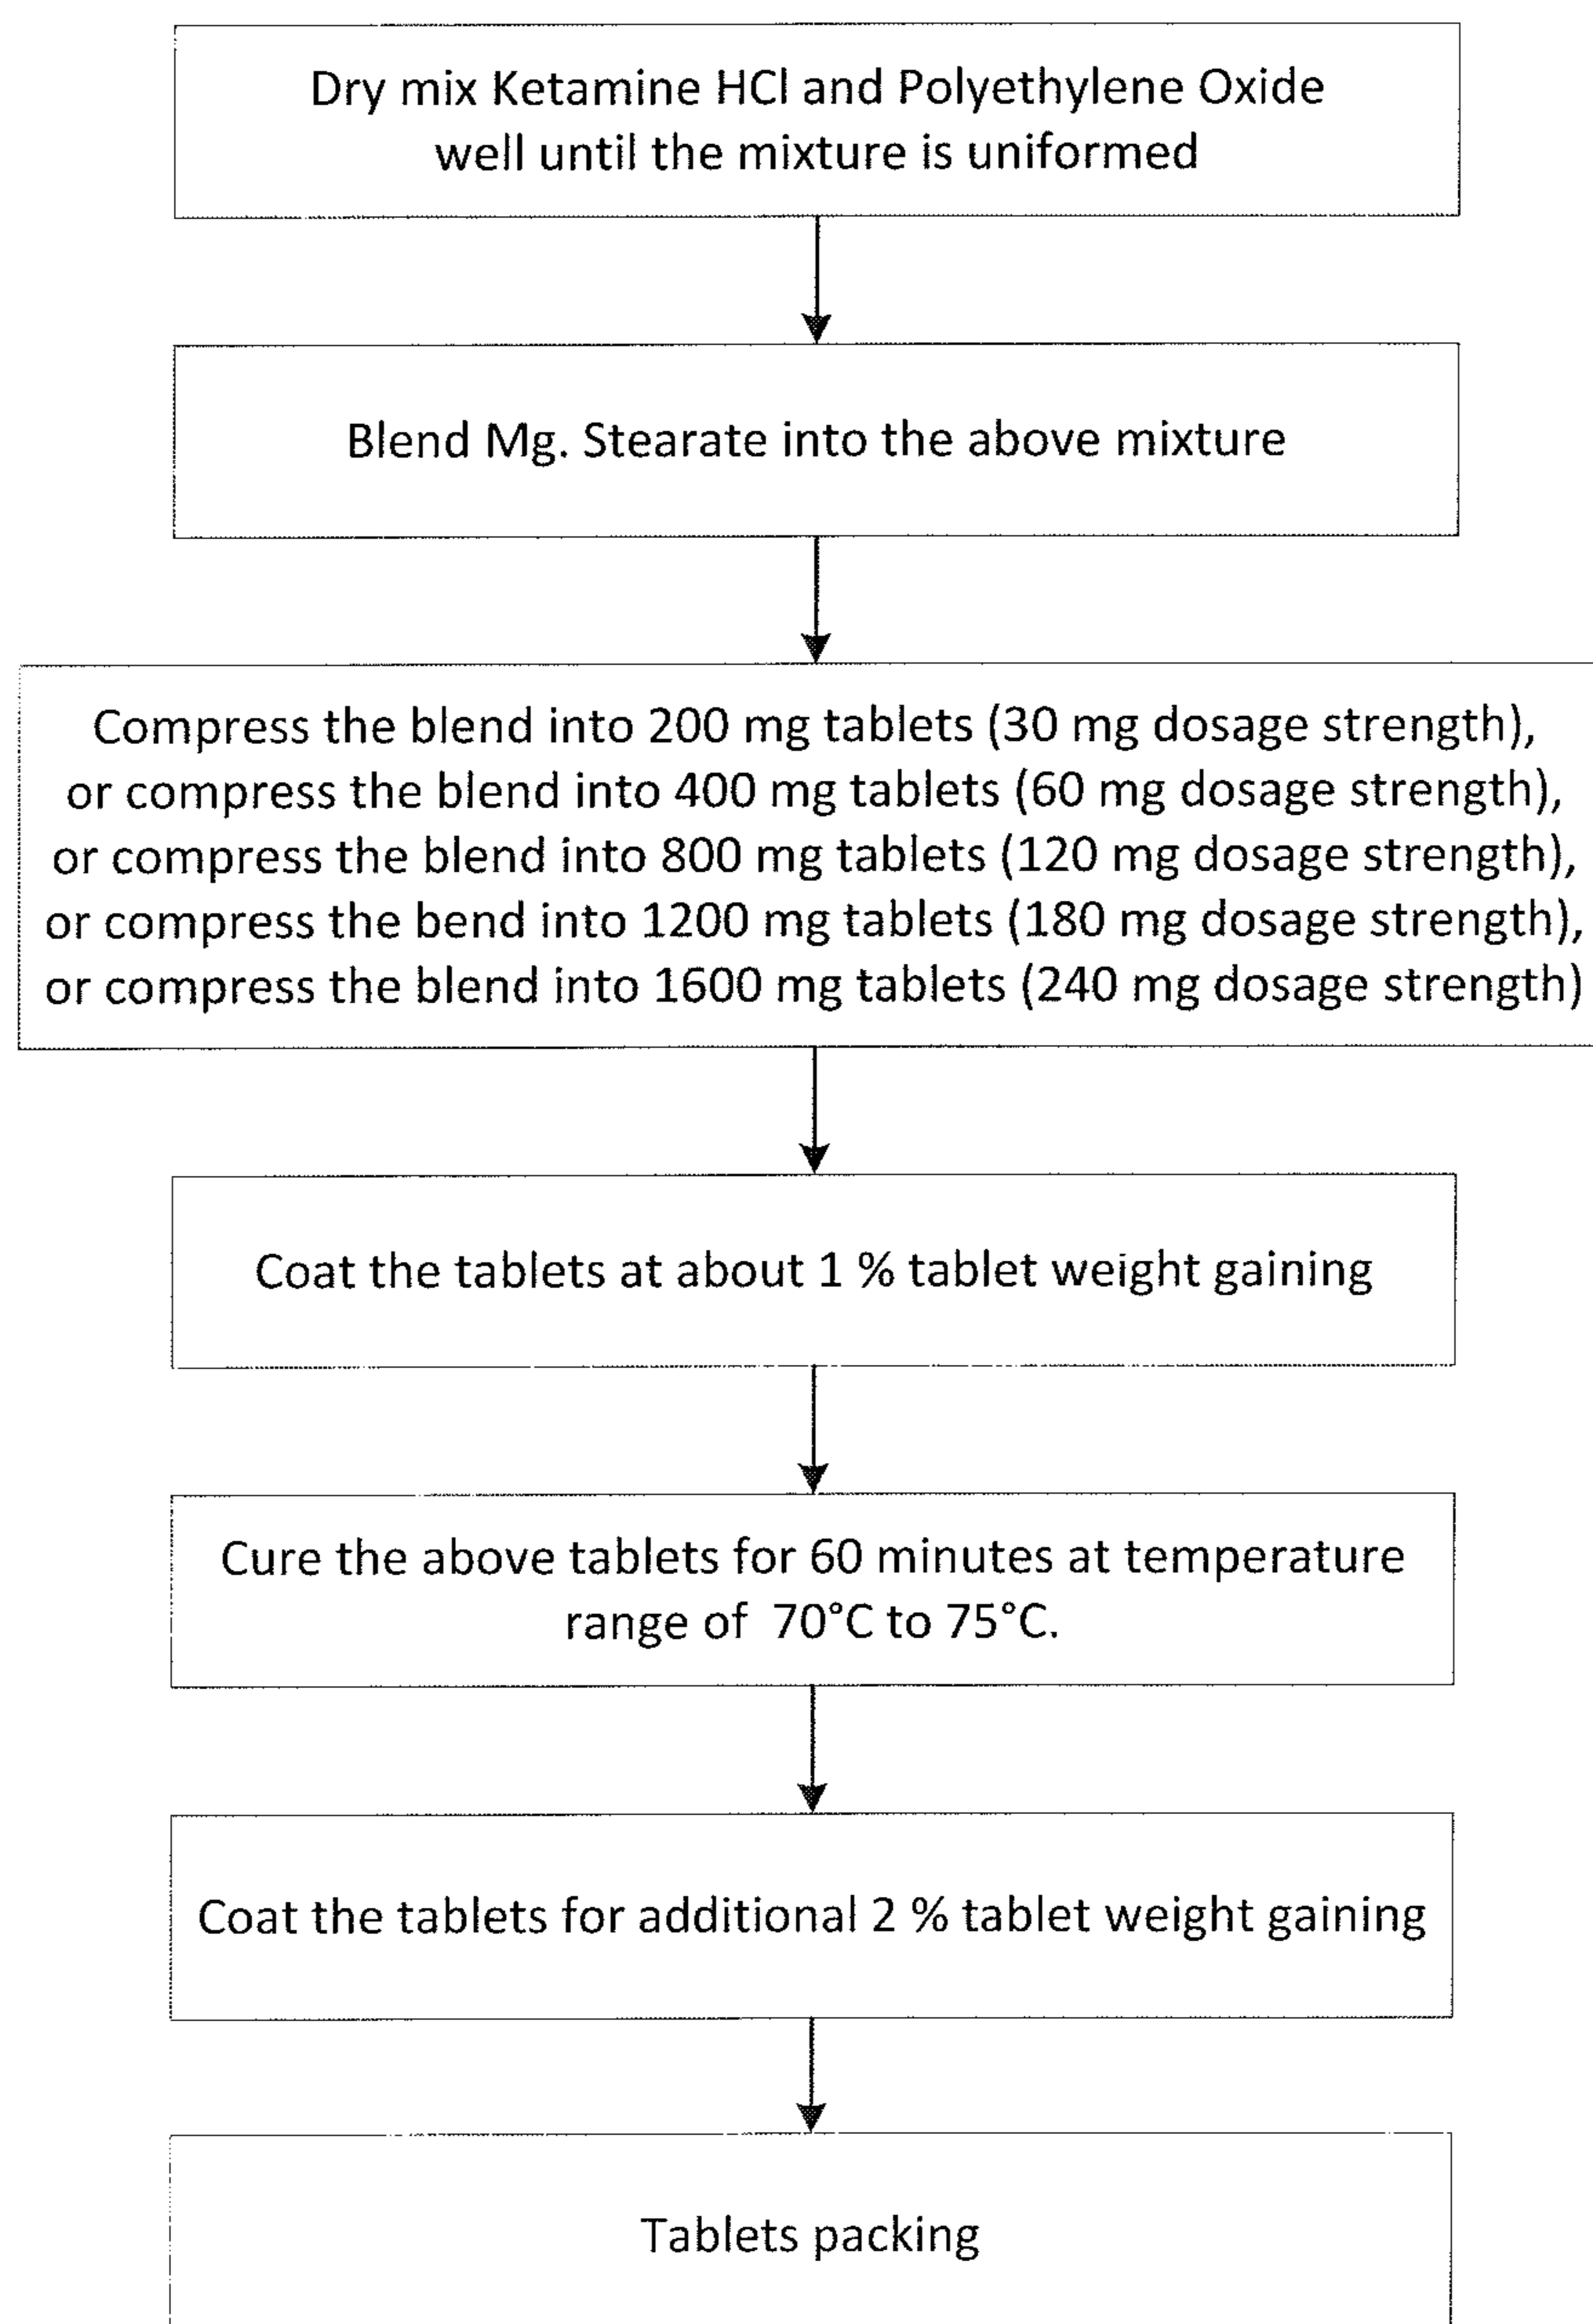 Dry mix Ketamine HCl and Polyethylene Oxide
well until the mixture is uniformed
Blend Mg. Stearate into the above mixture
Compress the blend into 200 mg tablets (30 mg dosage strength),
or compress the blend into 400 mg tablets (60 mg dosage strength),
or compress the blend into 800 mg tablets (120 mg dosage strength),
or compress the bend into 1200 mg tablets (180 mg dosage strength),
or compress the blend into 1600 mg tablets (240 mg dosage strength)
Coat the tablets at about 1 % tablet weight gaining
Cure the above tablets for 60 minutes at temperature
range of 70°C to 75°C.
Coat the tablets for additional 2 % tablet weight gaining
Tablets packing